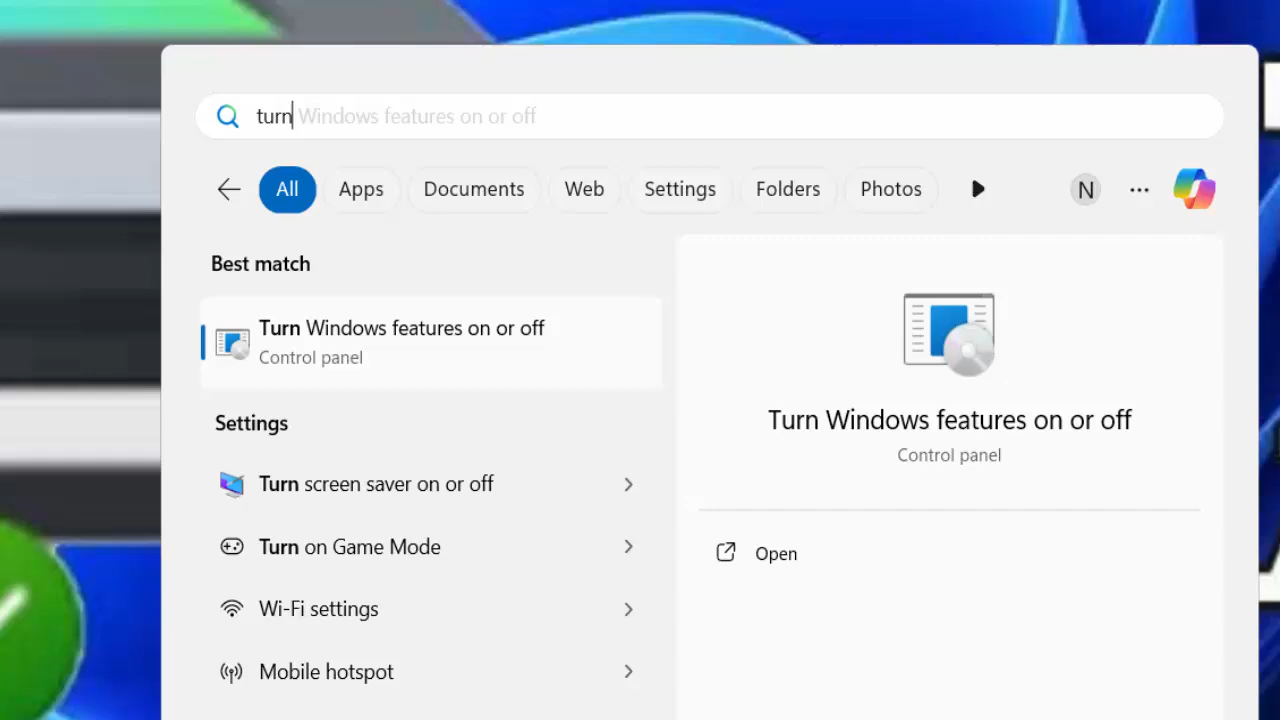 turn Windows features on or off
All Apps Documents Web Settings Folders Photos N ...
Best match
Turn Windows features on or off
Control panel
Settings
Turn screen saver on or off
Turn on Game Mode
Wi-Fi settings
Mobile hotspot
Turn Windows features on or off
Control panel
Open